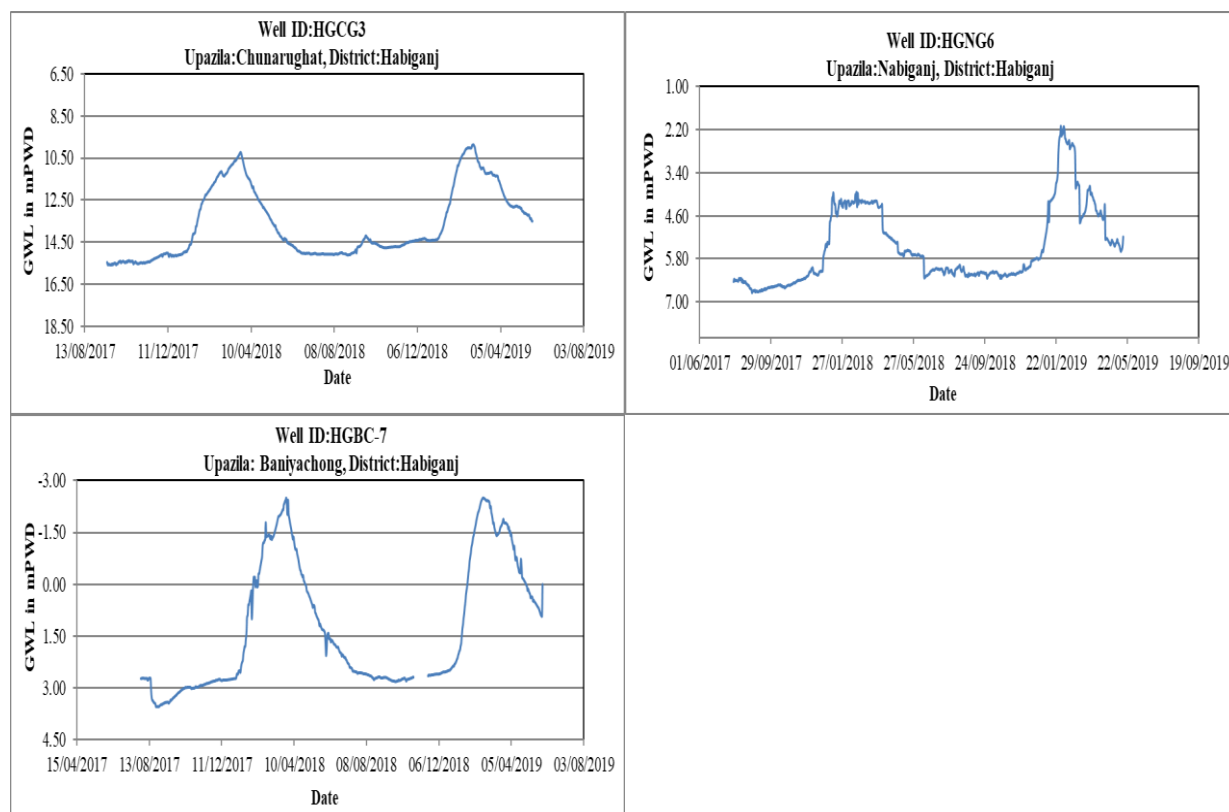 Well ID:HGCG3
Upazila:Chunarughat, District:Habiganj
GWL in mPWD
6.50
8.50
10.50
12.50
14.50
16.50
18.50
13/08/2017 11/12/2017 10/04/2018 08/08/2018 06/12/2018 05/04/2019 03/08/2019
Date
Well ID:HGNG6
Upazila:Nabiganj, District:Habiganj
GWL in mPWD
1.00
2.20
3.40
4.60
5.80
7.00
01/06/2017 29/09/2017 27/01/2018 27/05/2018 24/09/2018 22/01/2019 22/05/2019 19/09/2019
Date
Well ID:HGBC-7
Upazila: Baniyachong, District:Habiganj
GWL in mPWD
-3.00
-1.50
0.00
1.50
3.00
4.50
15/04/2017 13/08/2017 11/12/2017 10/04/2018 08/08/2018 06/12/2018 05/04/2019 03/08/2019
Date